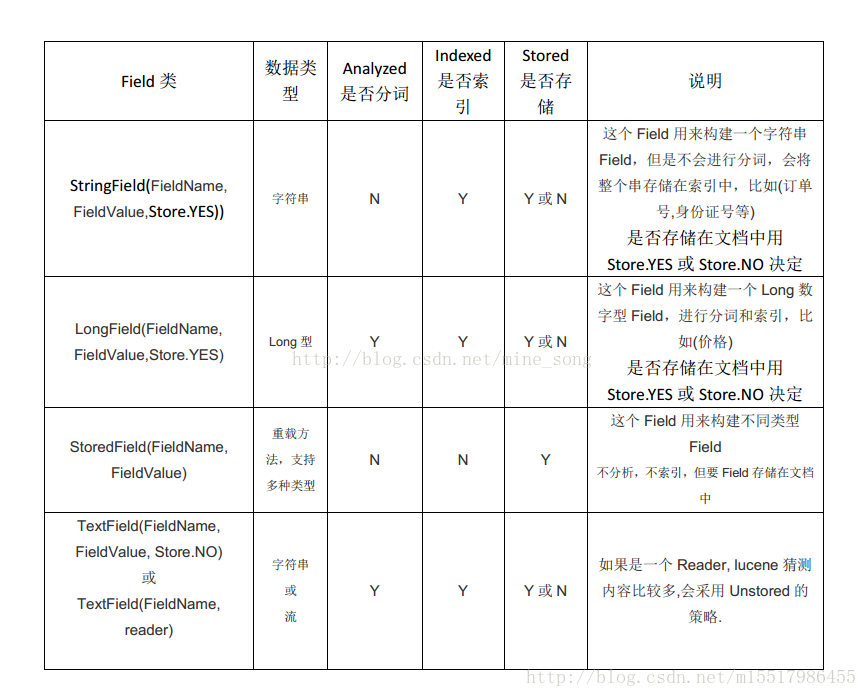 Field 类
数据类
型
Analyzed
是否分词
Indexed
是否索
引
Stored
是否存
储
说明
StringField(FieldName,
FieldValue,Store.YES))
字符串
N
Y
Y 或 N
这个 Field 用来构建一个字符串
Field，但是不会进行分词，会将
整个串存储在索引中，比如(订单
号,身份证号等)
是否存储在文档中用
Store.YES 或 Store.NO 决定
LongField(FieldName,
FieldValue,Store.YES)
Long 型
Y
Y
Y 或 N
这个 Field 用来构建一个 Long 数
字型 Field，进行分词和索引，比
如(价格)
是否存储在文档中用
Store.YES 或 Store.NO 决定
http://blog.csdn.net/mine_song
StoredField(FieldName,
FieldValue)
重载方
法，支持
多种类型
N
N
Y
这个 Field 用来构建不同类型
Field
不分析，不索引，但要 Field 存储在文档
中
TextField(FieldName,
FieldValue, Store.NO)
或
TextField(FieldName,
reader)
字符串
或
流
Y
Y
Y 或 N
如果是一个 Reader, lucene 猜测
内容比较多,会采用 Unstored 的
策略.
http://blog.csdn.net/m15517986455